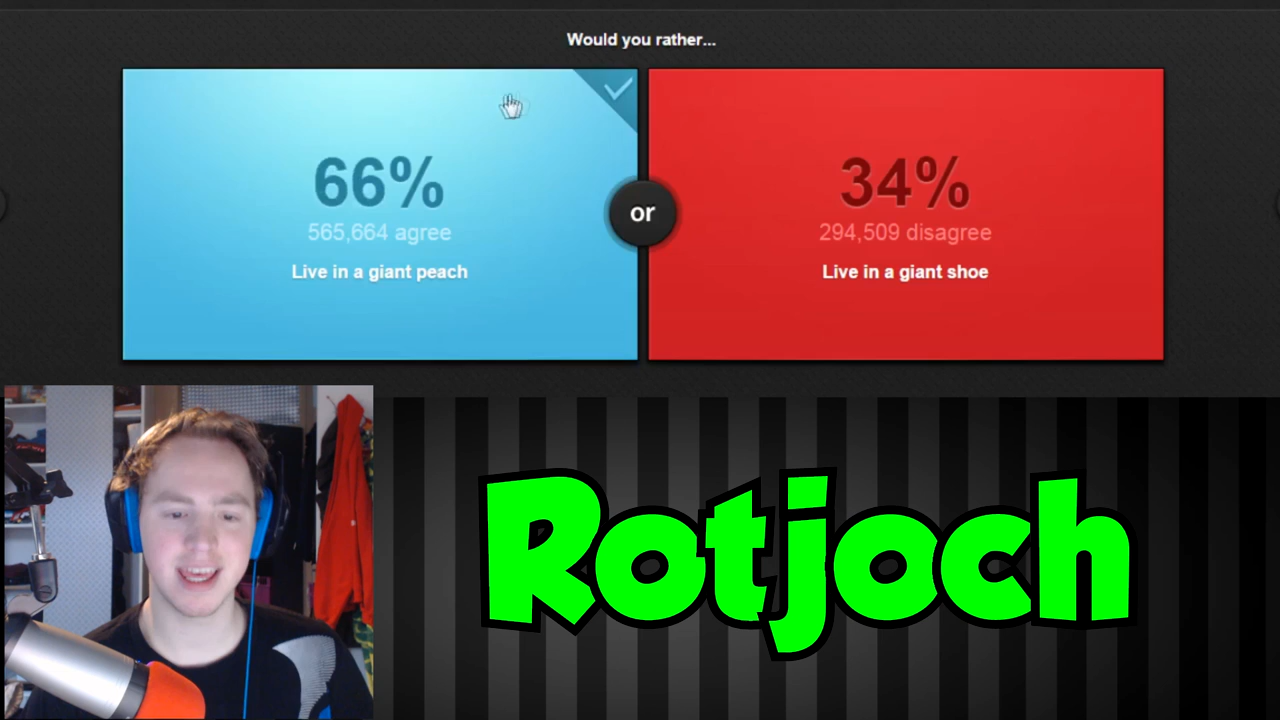 Would you rather...
66%
565,664 agree
Live in a giant peach
or
34%
294,509 disagree
Live in a giant shoe
Rotjoch